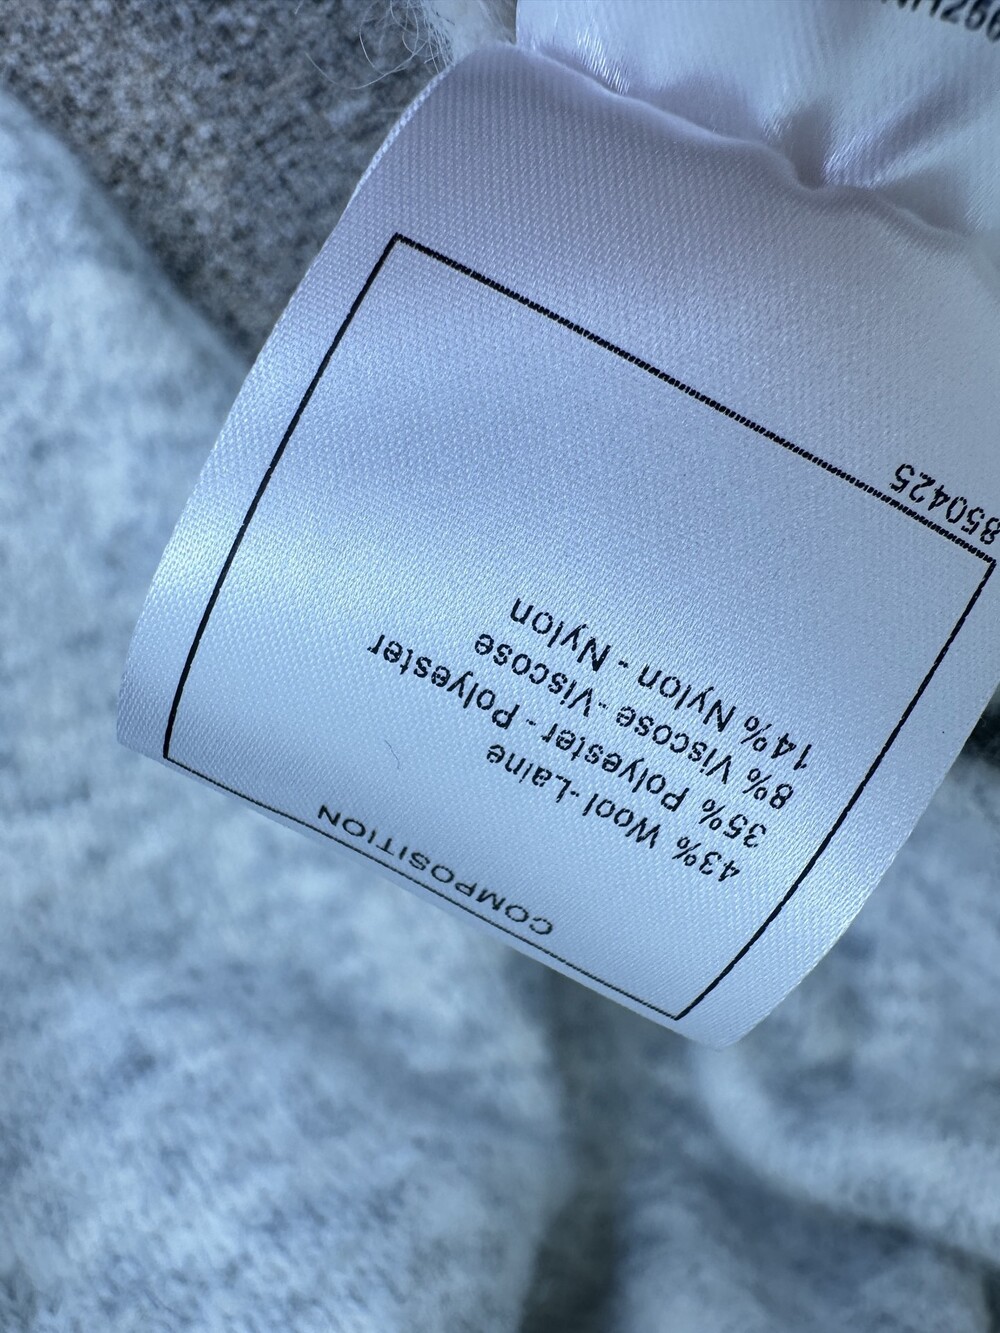 COMPOSITION
43% Wool -Laine
35% Polyester - Polyester
8% Viscose -Viscose
14% Nylon - Nylon
850425